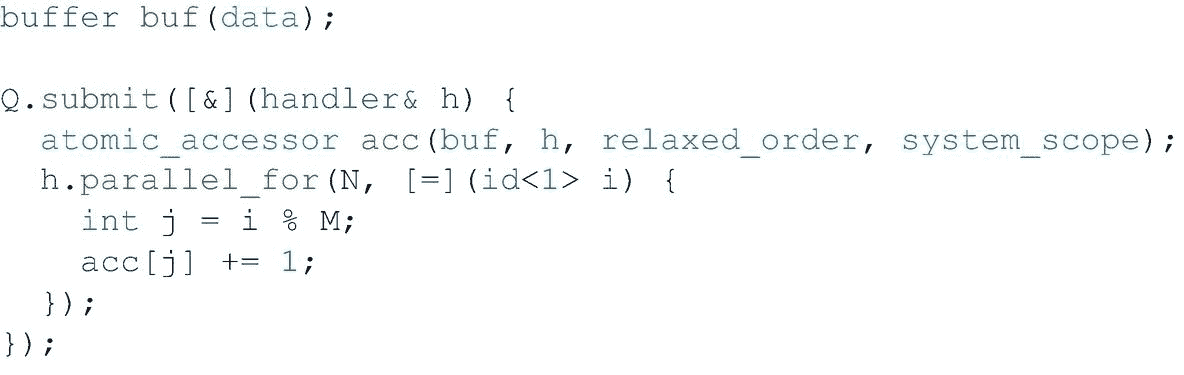 buffer buf(data);

Q.submit([&](handler& h) {
  atomic_accessor acc(buf, h, relaxed_order, system_scope);
  h.parallel_for(N, [=](id<1> i) {
    int j = i % M;
    acc[j] += 1;
  });
});